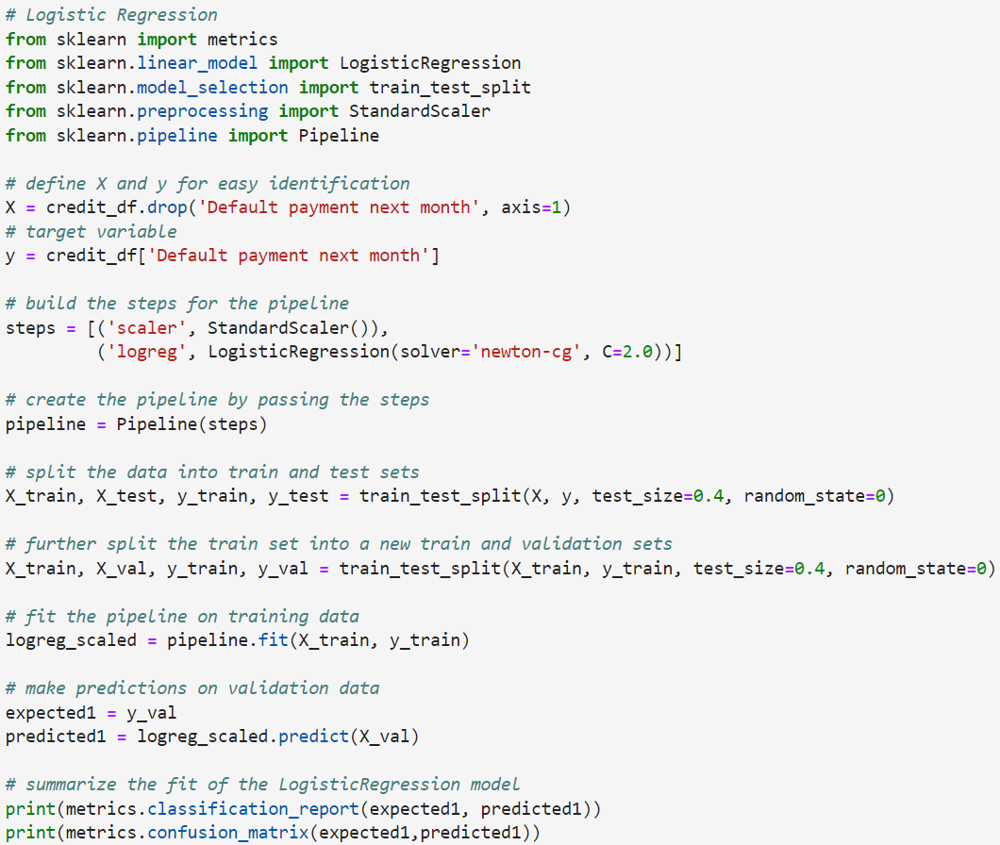 # Logistic Regression
from sklearn import metrics
from sklearn.linear_model import LogisticRegression
from sklearn.model_selection import train_test_split
from sklearn.preprocessing import StandardScaler
from sklearn.pipeline import Pipeline
# define X and y for easy identification
X = credit_df.drop('Default payment next month', axis=1)
# target variable
y = credit_df['Default payment next month']
# build the steps for the pipeline
steps = [('scaler', StandardScaler()),
         ('logreg', LogisticRegression(solver='newton-cg', C=2.0))]
# create the pipeline by passing the steps
pipeline = Pipeline(steps)
# split the data into train and test sets
X_train, X_test, y_train, y_test = train_test_split(X, y, test_size=0.4, random_state=0)
# further split the train set into a new train and validation sets
X_train, X_val, y_train, y_val = train_test_split(X_train, y_train, test_size=0.4, random_state=0)
# fit the pipeline on training data
logreg_scaled = pipeline.fit(X_train, y_train)
# make predictions on validation data
expected1 = y_val
predicted1 = logreg_scaled.predict(X_val)
# summarize the fit of the LogisticRegression model
print(metrics.classification_report(expected1, predicted1))
print(metrics.confusion_matrix(expected1,predicted1))